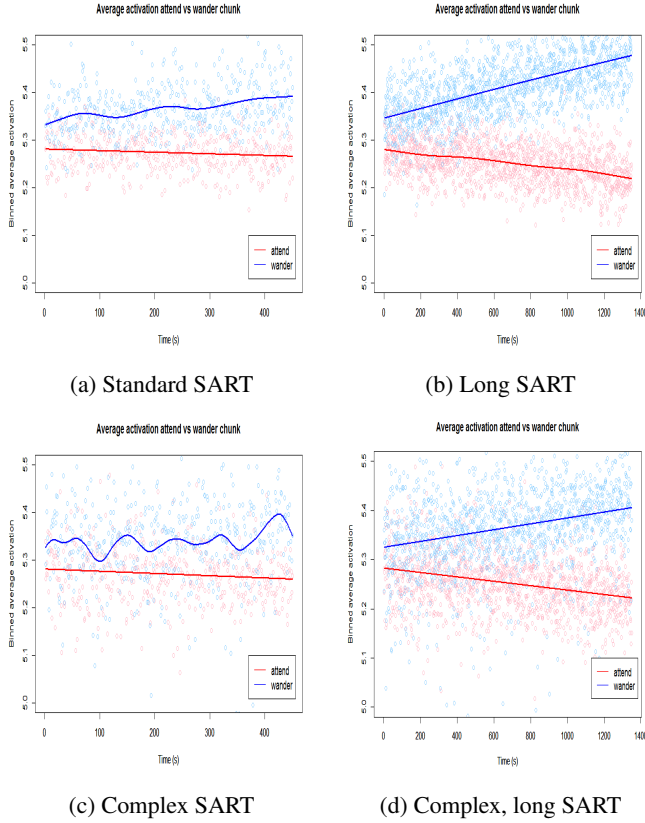 Average activation attend vs wander chunk
Binned average activation
5.0 5.1 5.2 5.3 5.4 5.5
attend
wander
0 100 200 300 400
Time (s)
(a) Standard SART
Average activation attend vs wander chunk
Binned average activation
5.0 5.1 5.2 5.3 5.4 5.5
attend
wander
0 200 400 600 800 1000 1200 1400
Time (s)
(b) Long SART
Average activation attend vs wander chunk
Binned average activation
5.0 5.1 5.2 5.3 5.4 5.5
attend
wander
0 100 200 300 400
Time (s)
(c) Complex SART
Average activation attend vs wander chunk
Binned average activation
5.0 5.1 5.2 5.3 5.4 5.5
attend
wander
0 200 400 600 800 1000 1200 1400
Time (s)
(d) Complex, long SART